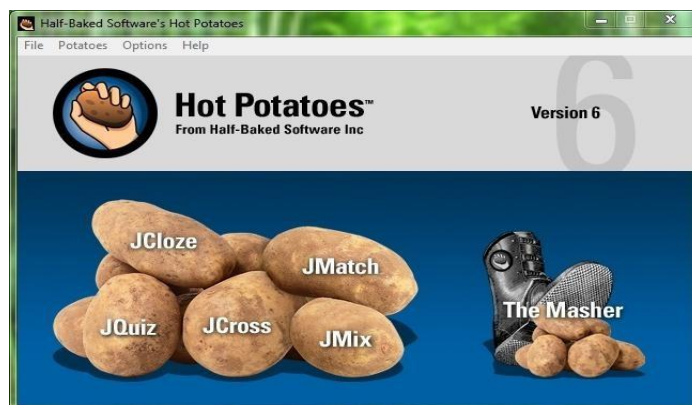 Half-Baked Software's Hot Potatoes
File Potatoes Options Help
6
Hot Potatoes™
From Half-Baked Software Inc
Version 6
JCloze
JMatch
The Masher
JQuiz
JCross
JMix